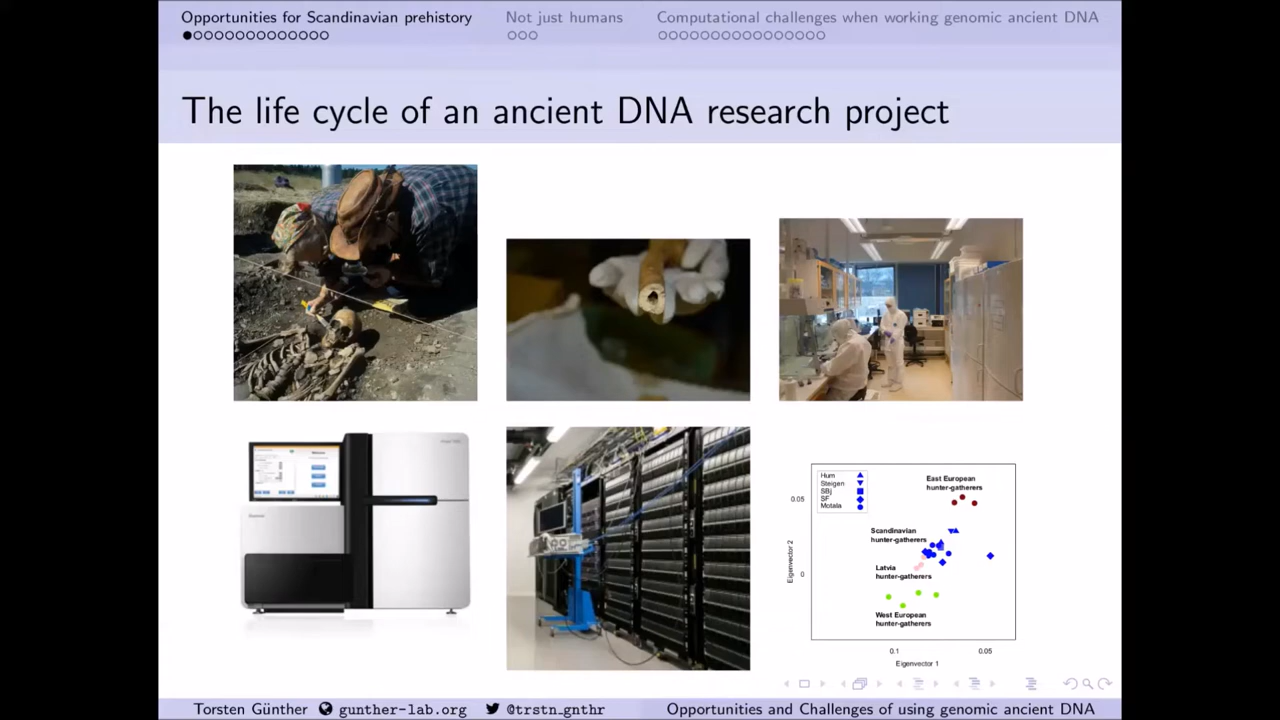 Opportunities for Scandinavian prehistory
Not just humans
Computational challenges when working genomic ancient DNA
The life cycle of an ancient DNA research project
Hum
Steigen
SBj
SF
Motala
East European
hunter-gatherers
Scandinavian
hunter-gatherers
Latvia
hunter-gatherers
West European
hunter-gatherers
0.05
0
Eigenvector 2
0.1
0.05
Eigenvector 1
Torsten Günther
gunther-lab.org
@trstn_gnthr
Opportunities and Challenges of using genomic ancient DNA